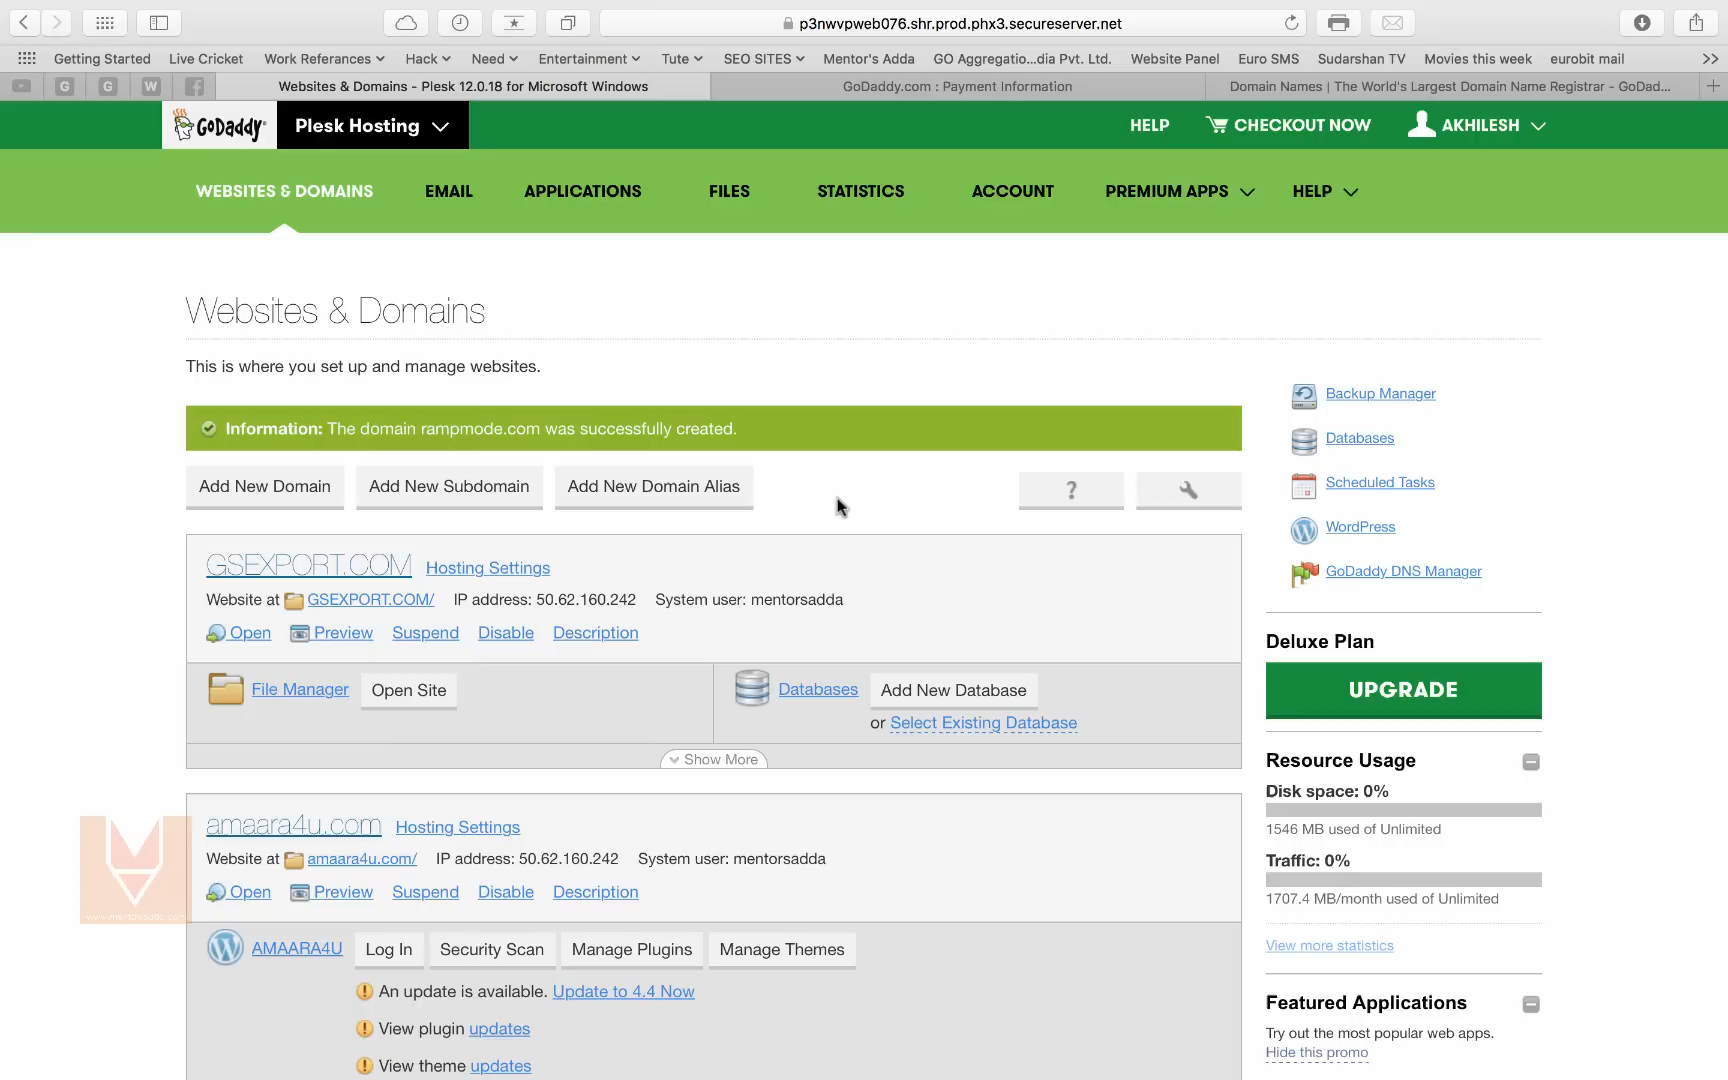 p3nwvpweb076.shr.prod.phx3.secureserver.net
Getting Started Live Cricket Work Referances Hack Need Entertainment Tute SEO SITES Mentor's Adda GO Aggregatio...dia Pvt. Ltd. Website Panel Euro SMS Sudarshan TV Movies this week eurobit mail >>
G G W f Websites & Domains - Plesk 12.0.18 for Microsoft Windows GoDaddy.com : Payment Information Domain Names | The World's Largest Domain Name Registrar - GoDad... +
GoDaddy Plesk Hosting HELP CHECKOUT NOW AKHILESH
WEBSITES & DOMAINS EMAIL APPLICATIONS FILES STATISTICS ACCOUNT PREMIUM APPS HELP
Websites & Domains
This is where you set up and manage websites.
Information: The domain rampmode.com was successfully created.
Add New Domain Add New Subdomain Add New Domain Alias ?
GSEXPORT.COM Hosting Settings
Website at GSEXPORT.COM/ IP address: 50.62.160.242 System user: mentorsadda
Open Preview Suspend Disable Description
File Manager Open Site Databases Add New Database
or Select Existing Database
Show More
amaara4u.com Hosting Settings
Website at amaara4u.com/ IP address: 50.62.160.242 System user: mentorsadda
Open Preview Suspend Disable Description
AMAARA4U Log In Security Scan Manage Plugins Manage Themes
An update is available. Update to 4.4 Now
View plugin updates
View theme updates
Backup Manager
Databases
Scheduled Tasks
WordPress
GoDaddy DNS Manager
Deluxe Plan
UPGRADE
Resource Usage
Disk space: 0%
1546 MB used of Unlimited
Traffic: 0%
1707.4 MB/month used of Unlimited
View more statistics
Featured Applications
Try out the most popular web apps.
Hide this promo